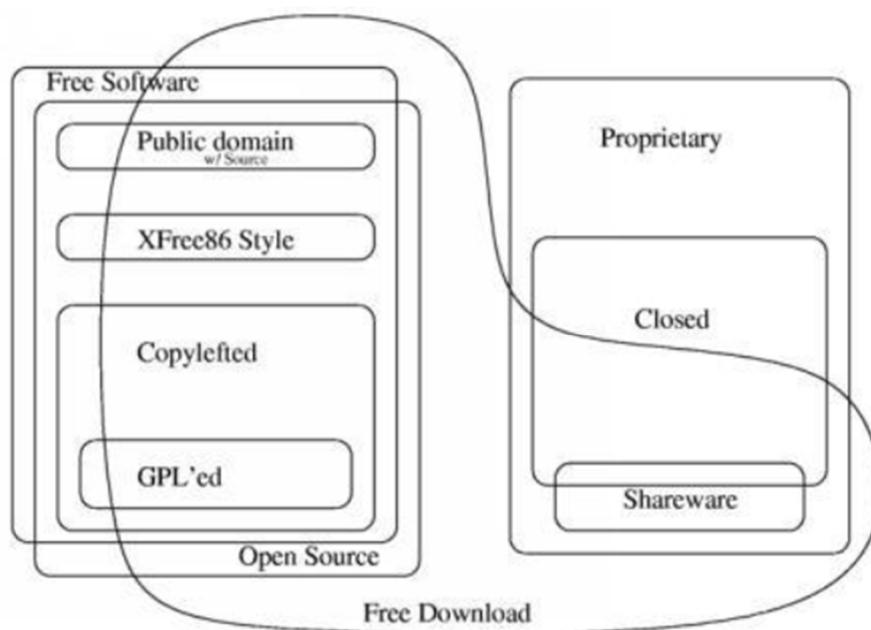 Free Software
Public domain
w/ Source
XFree86 Style
Copylefted
GPL'ed
Open Source
Proprietary
Closed
Shareware
Free Download